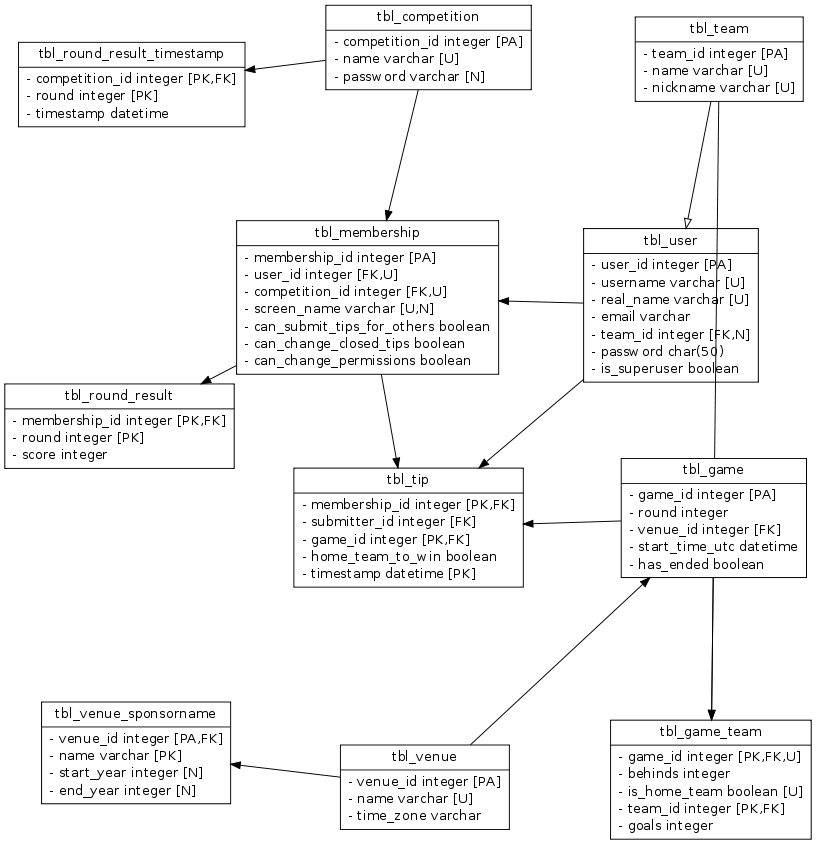 tbl_competition
- competition_id integer [PA]
- name varchar [U]
- password varchar [N]
tbl_team
- team_id integer [PA]
- name varchar [U]
- nickname varchar [U]
tbl_round_result_timestamp
- competition_id integer [PK,FK]
- round integer [PK]
- timestamp datetime
tbl_membership
- membership_id integer [PA]
- user_id integer [FK,U]
- competition_id integer [FK,U]
- screen_name varchar [U,N]
- can_submit_tips_for_others boolean
- can_change_closed_tips boolean
- can_change_permissions boolean
tbl_user
- user_id integer [PA]
- username varchar [U]
- real_name varchar [U]
- email varchar
- team_id integer [FK,N]
- password char(50)
- is_superuser boolean
tbl_round_result
- membership_id integer [PK,FK]
- round integer [PK]
- score integer
tbl_tip
- membership_id integer [PK,FK]
- submitter_id integer [FK]
- game_id integer [PK,FK]
- home_team_to_win boolean
- timestamp datetime [PK]
tbl_game
- game_id integer [PA]
- round integer
- venue_id integer [FK]
- start_time_utc datetime
- has_ended boolean
tbl_venue_sponsorname
- venue_id integer [PA,FK]
- name varchar [PK]
- start_year integer [N]
- end_year integer [N]
tbl_venue
- venue_id integer [PA]
- name varchar [U]
- time_zone varchar
tbl_game_team
- game_id integer [PK,FK,U]
- behinds integer
- is_home_team boolean [U]
- team_id integer [PK,FK]
- goals integer